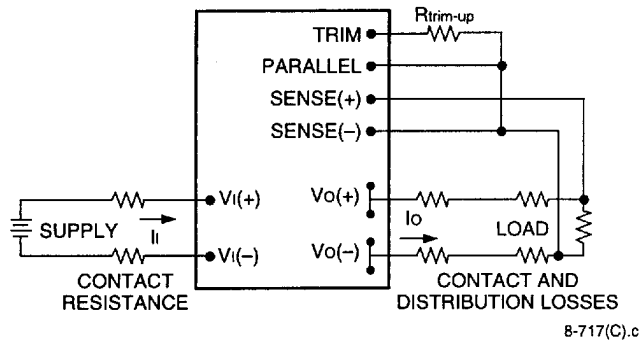 TRIM
Rtrim-up
PARALLEL
SENSE(+)
SENSE(–)
VI(+)
VO(+)
SUPPLY
II
IO
LOAD
VI(–)
VO(–)
CONTACT
RESISTANCE
CONTACT AND
DISTRIBUTION LOSSES
8-717(C).c